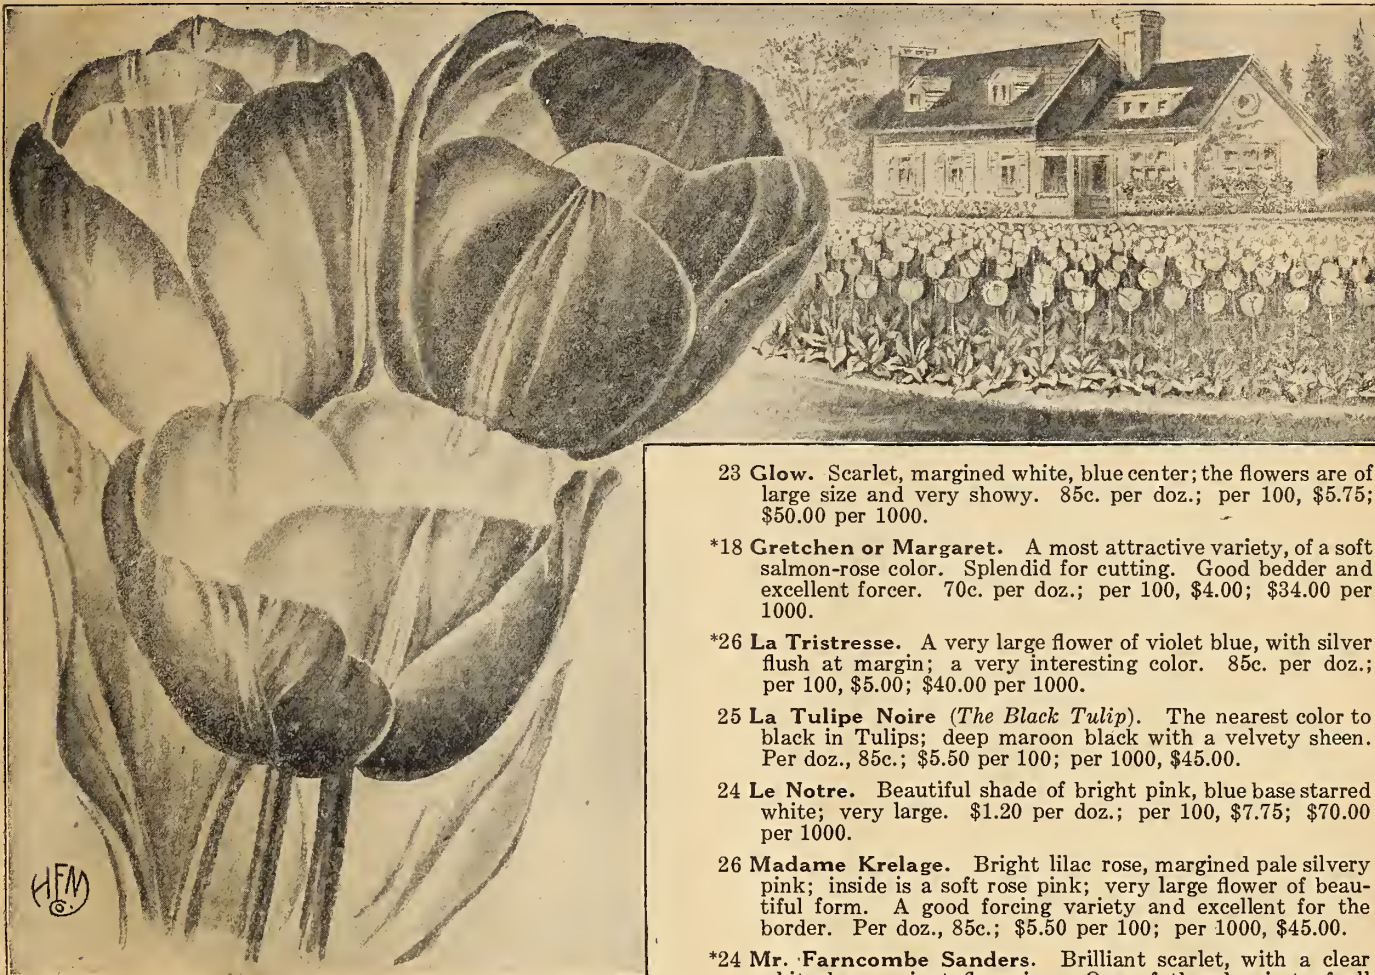 23 Glow. Scarlet, margined white, blue center; the flowers are of
large size and very showy. 85c. per doz.; per 100, $5.75;
$50.00 per 1000.
*18 Gretchen or Margaret. A most attractive variety, of a soft
salmon-rose color. Splendid for cutting. Good bedder and
excellent forcer. 70c. per doz.; per 100, $4.00; $34.00 per
1000.
*26 La Tristresse. A very large flower of violet blue, with silver
flush at margin; a very interesting color. 85c. per doz.;
per 100, $5.00; $40.00 per 1000.
25 La Tulipe Noire (The Black Tulip). The nearest color to
black in Tulips; deep maroon black with a velvety sheen.
Per doz., 85c.; $5.50 per 100; per 1000, $45.00.
24 Le Notre. Beautiful shade of bright pink, blue base starred
white; very large. $1.20 per doz.; per 100, $7.75; $70.00
per 1000.
26 Madame Krelage. Bright lilac rose, margined pale silvery
pink; inside is a soft rose pink; very large flower of beau-
tiful form. A good forcing variety and excellent for the
border. Per doz., 85c.; $5.50 per 100; per 1000, $45.00.
*24 Mr. Farncombe Sanders. Brilliant scarlet, with a clear
HFM
Co.